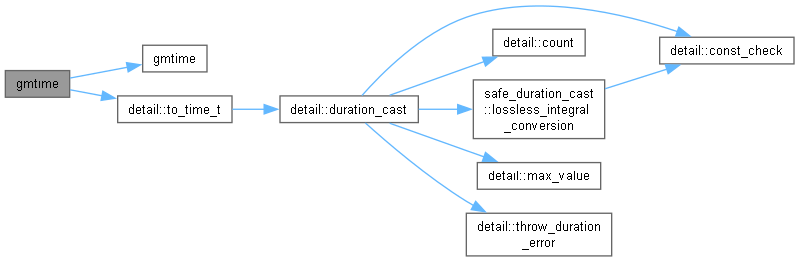 gmtime
gmtime
detail::to_time_t
detail::duration_cast
detail::count
safe_duration_cast
::lossless_integral
_conversion
detail::max_value
detail::throw_duration
_error
detail::const_check